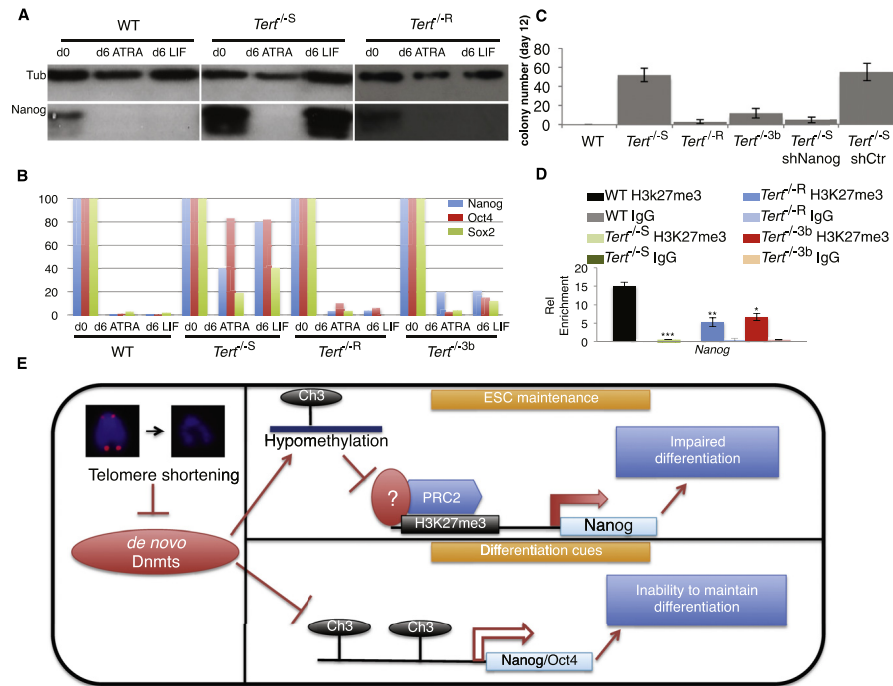 A
WT
Tert-/-S
Tert-/-R
d0 d6 ATRA d6 LIF d0 d6 ATRA d6 LIF d0 d6 ATRA d6 LIF
Tub
Nanog
B
100
80
60
40
20
0
Nanog
Oct4
Sox2
d0 d6 ATRA d6 LIF d0 d6 ATRA d6 LIF d0 d6 ATRA d6 LIF d0 d6 ATRA d6 LIF
WT Tert-/-S Tert-/-R Tert-/-3b
C
colony number (day 12)
80
60
40
20
0
WT Tert-/-S Tert-/-R Tert-/-3b Tert-/-S Tert-/-S
shNanog shCtr
D
WT H3k27me3 Tert-/-R H3K27me3
WT IgG Tert-/-R IgG
Tert-/-S H3K27me3 Tert-/-3b H3K27me3
Tert-/-S IgG Tert-/-3b IgG
Rel
Enrichment
20
15
10
5
0
***
**
*
Nanog
E
Telomere shortening
de novo
Dnmts
Ch3
Hypomethylation
ESC maintenance
?
PRC2
H3K27me3
Nanog
Impaired
differentiation
Differentiation cues
Ch3 Ch3
Nanog/Oct4
Inability to maintain
differentiation